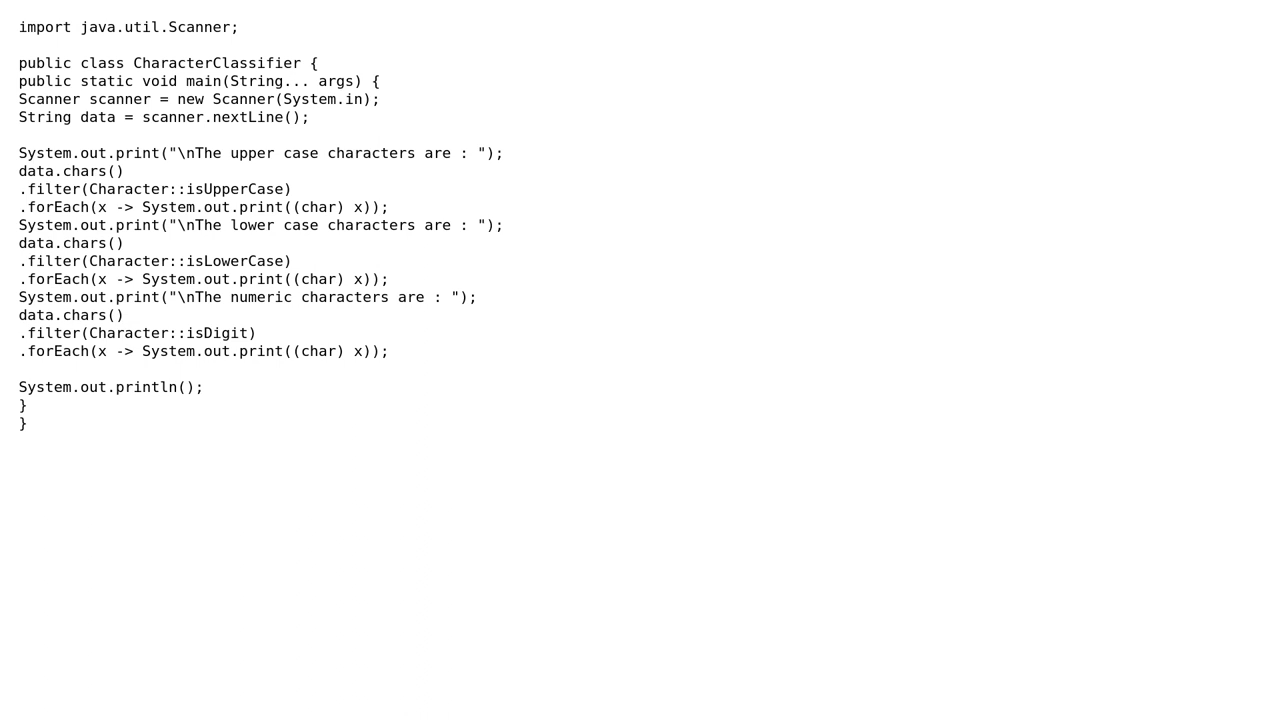 import java.util.Scanner;

public class CharacterClassifier {
public static void main(String... args) {
Scanner scanner = new Scanner(System.in);
String data = scanner.nextLine();

System.out.print("\nThe upper case characters are : ");
data.chars()
.filter(Character::isUpperCase)
.forEach(x -> System.out.print((char) x));
System.out.print("\nThe lower case characters are : ");
data.chars()
.filter(Character::isLowerCase)
.forEach(x -> System.out.print((char) x));
System.out.print("\nThe numeric characters are : ");
data.chars()
.filter(Character::isDigit)
.forEach(x -> System.out.print((char) x));

System.out.println();
}
}